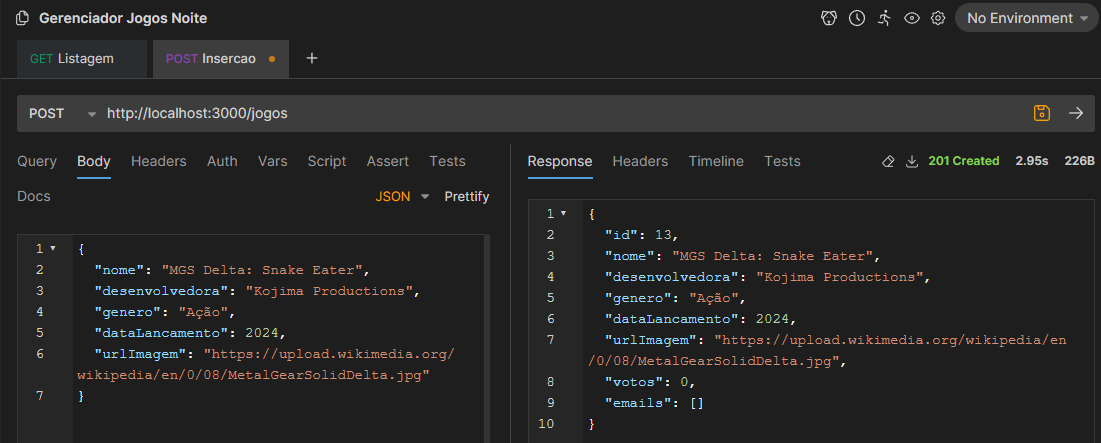 Gerenciador Jogos Noite
No Environment
GET Listagem
POST Insercao
+
POST http://localhost:3000/jogos
Query Body Headers Auth Vars Script Assert Tests
Docs
JSON Prettify
1 {
2 "nome": "MGS Delta: Snake Eater",
3 "desenvolvedora": "Kojima Productions",
4 "genero": "Ação",
5 "dataLancamento": 2024,
6 "urlImagem": "https://upload.wikimedia.org/
wikipedia/en/0/08/MetalGearSolidDelta.jpg"
7 }
Response Headers Timeline Tests
201 Created 2.95s 226B
1 {
2 "id": 13,
3 "nome": "MGS Delta: Snake Eater",
4 "desenvolvedora": "Kojima Productions",
5 "genero": "Ação",
6 "dataLancamento": 2024,
7 "urlImagem": "https://upload.wikimedia.org/wikipedia/en
/0/08/MetalGearSolidDelta.jpg",
8 "votos": 0,
9 "emails": []
10 }